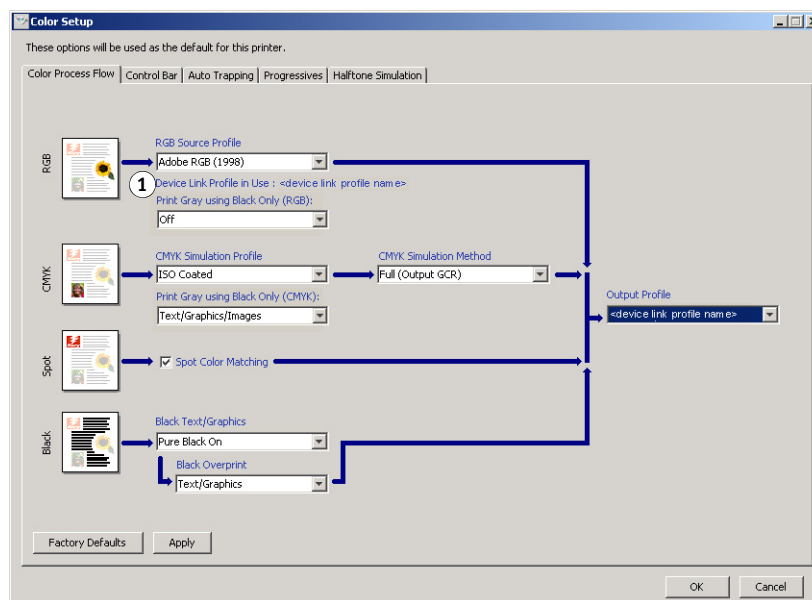 Color Setup
These options will be used as the default for this printer.
Color Process Flow Control Bar Auto Trapping Progressives Halftone Simulation
RGB
RGB Source Profile
Adobe RGB (1998)
1
Device Link Profile in Use : <device link profile name>
Print Gray using Black Only (RGB):
Off
CMYK
CMYK Simulation Profile
ISO Coated
CMYK Simulation Method
Full (Output GCR)
Print Gray using Black Only (CMYK):
Text/Graphics/Images
Output Profile
<device link profile name>
Spot
Spot Color Matching
Black
Black Text/Graphics
Pure Black On
Black Overprint
Text/Graphics
Factory Defaults Apply
OK Cancel